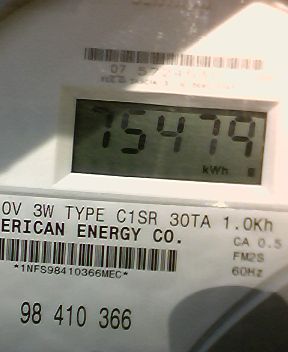 75479
kWh
0V 3W TYPE C1SR 30TA 1.0Kh
ERICAN ENERGY CO.
CA 0.5
*1NFS98410366MEC*
FM2S
60Hz
98 410 366